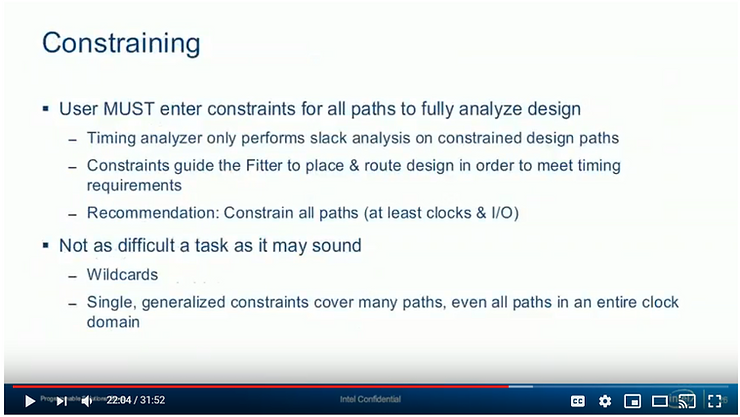 Constraining
▪ User MUST enter constraints for all paths to fully analyze design
– Timing analyzer only performs slack analysis on constrained design paths
– Constraints guide the Fitter to place & route design in order to meet timing
requirements
– Recommendation: Constrain all paths (at least clocks & I/O)
▪ Not as difficult a task as it may sound
– Wildcards
– Single, generalized constraints cover many paths, even all paths in an entire clock
domain
22:04 / 31:52
Intel Confidential
CC